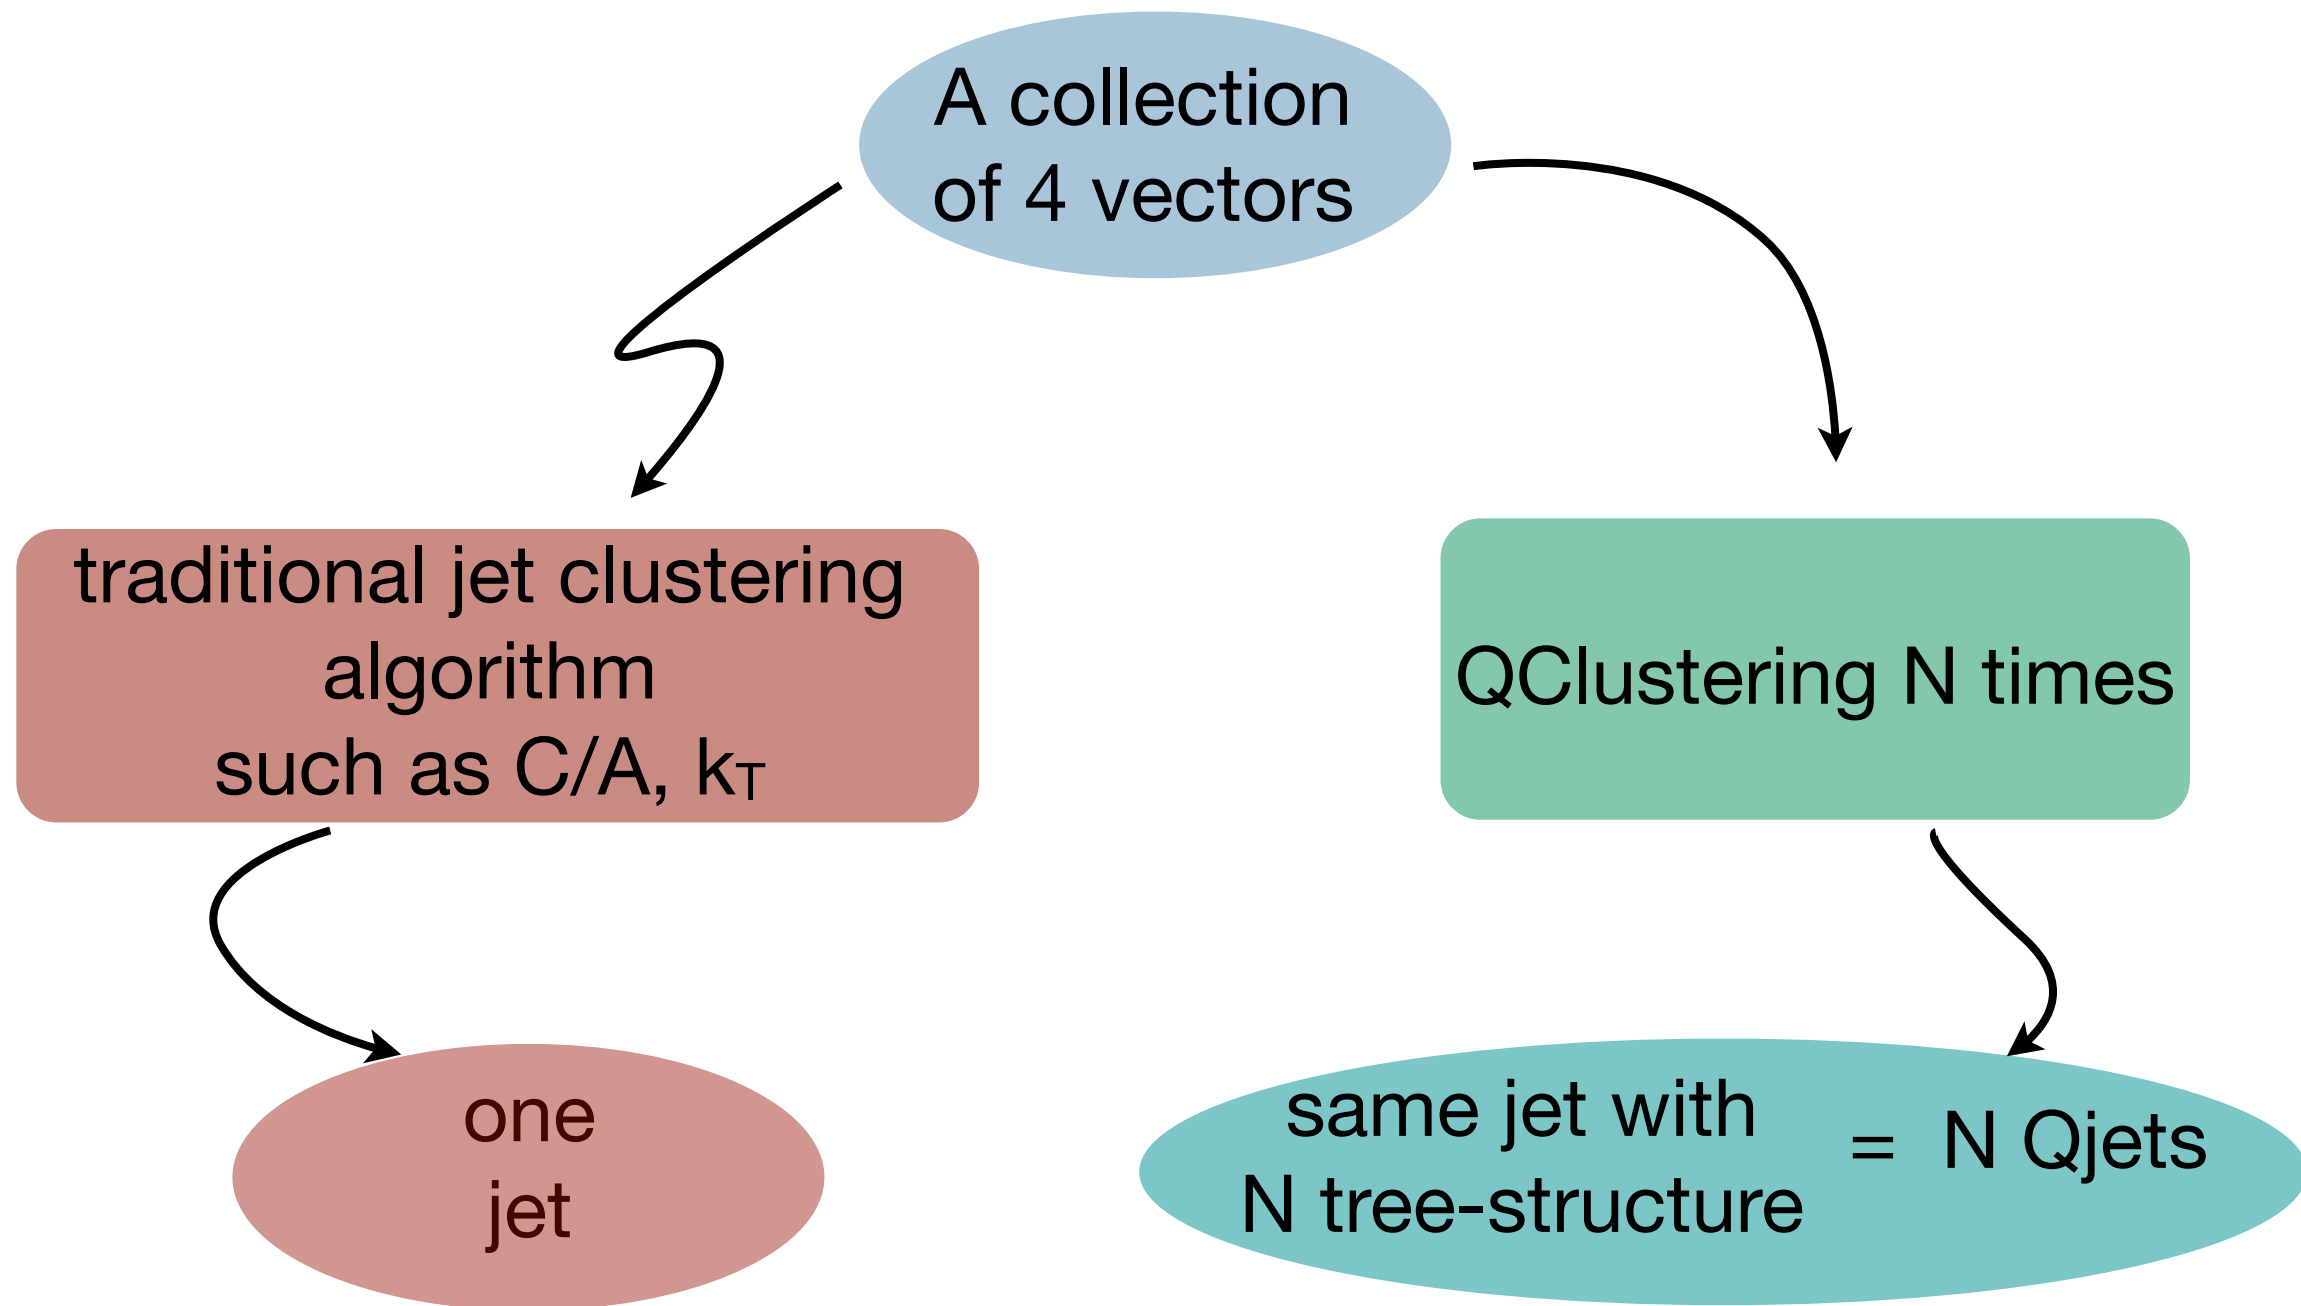 A collection
of 4 vectors
traditional jet clustering
algorithm
such as C/A, kT
QClustering N times
one
jet
same jet with
N tree-structure
= N Qjets